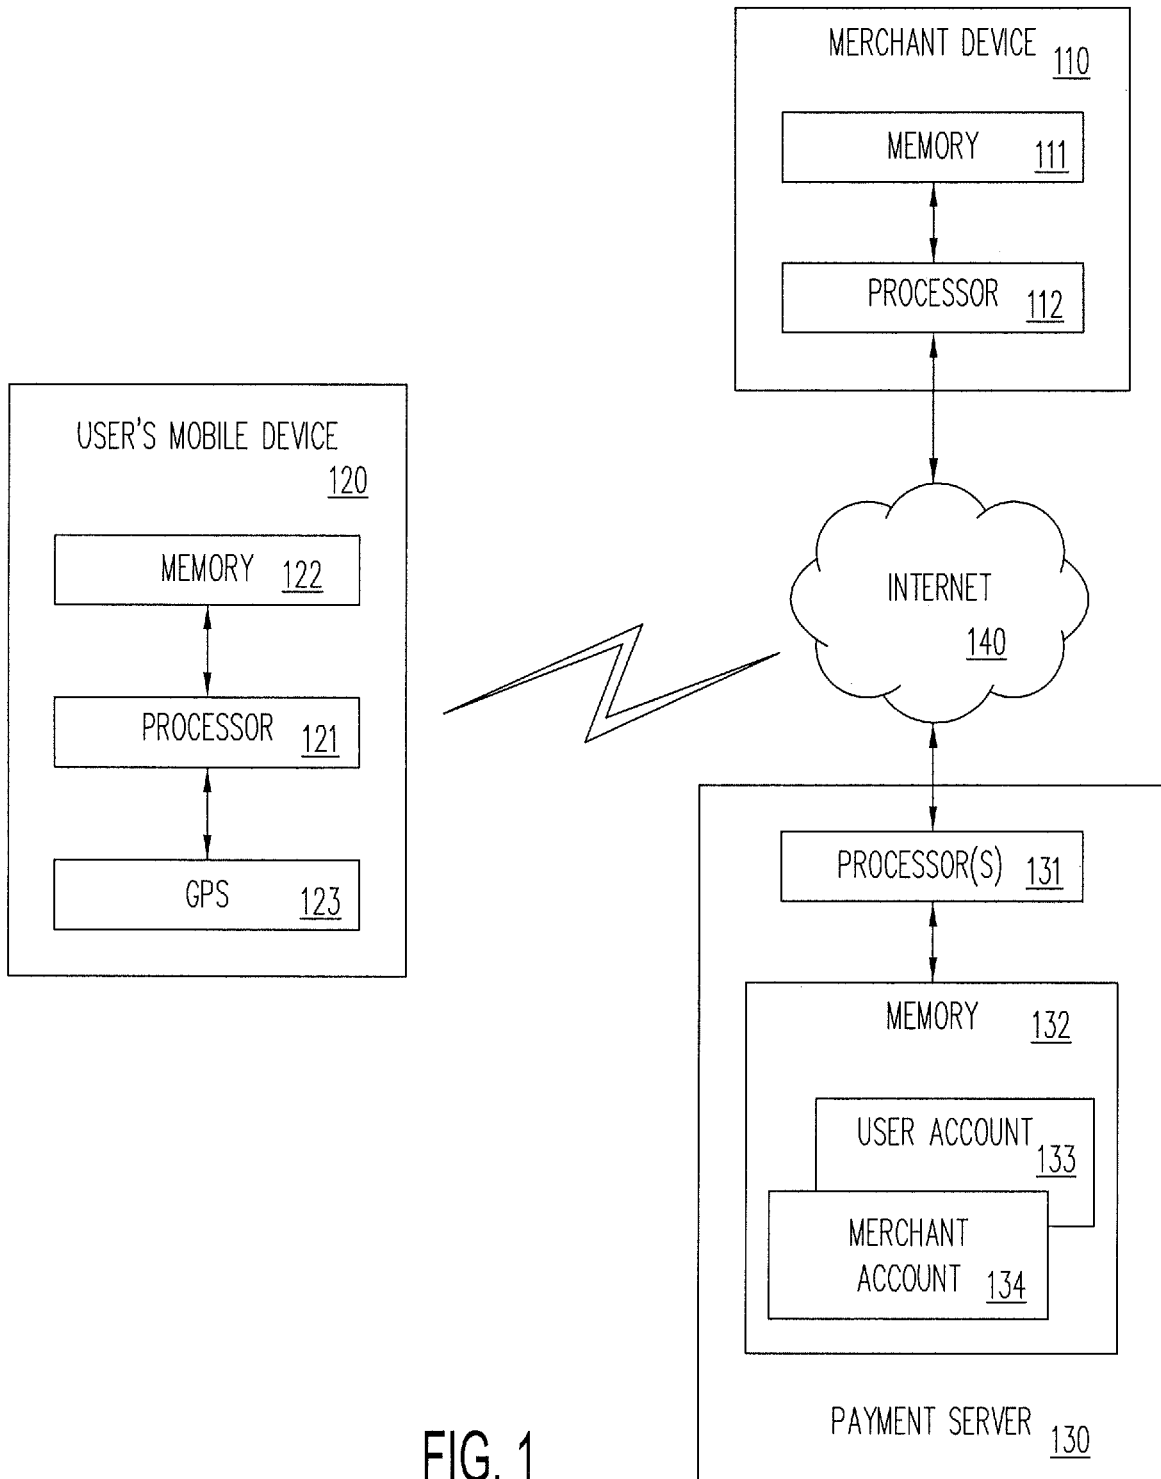 MERCHANT DEVICE 110
MEMORY 111
PROCESSOR 112
USER'S MOBILE DEVICE
120
MEMORY 122
PROCESSOR 121
GPS 123
INTERNET
140
PROCESSOR(S) 131
MEMORY 132
USER ACCOUNT
133
MERCHANT
ACCOUNT 134
PAYMENT SERVER 130
FIG. 1